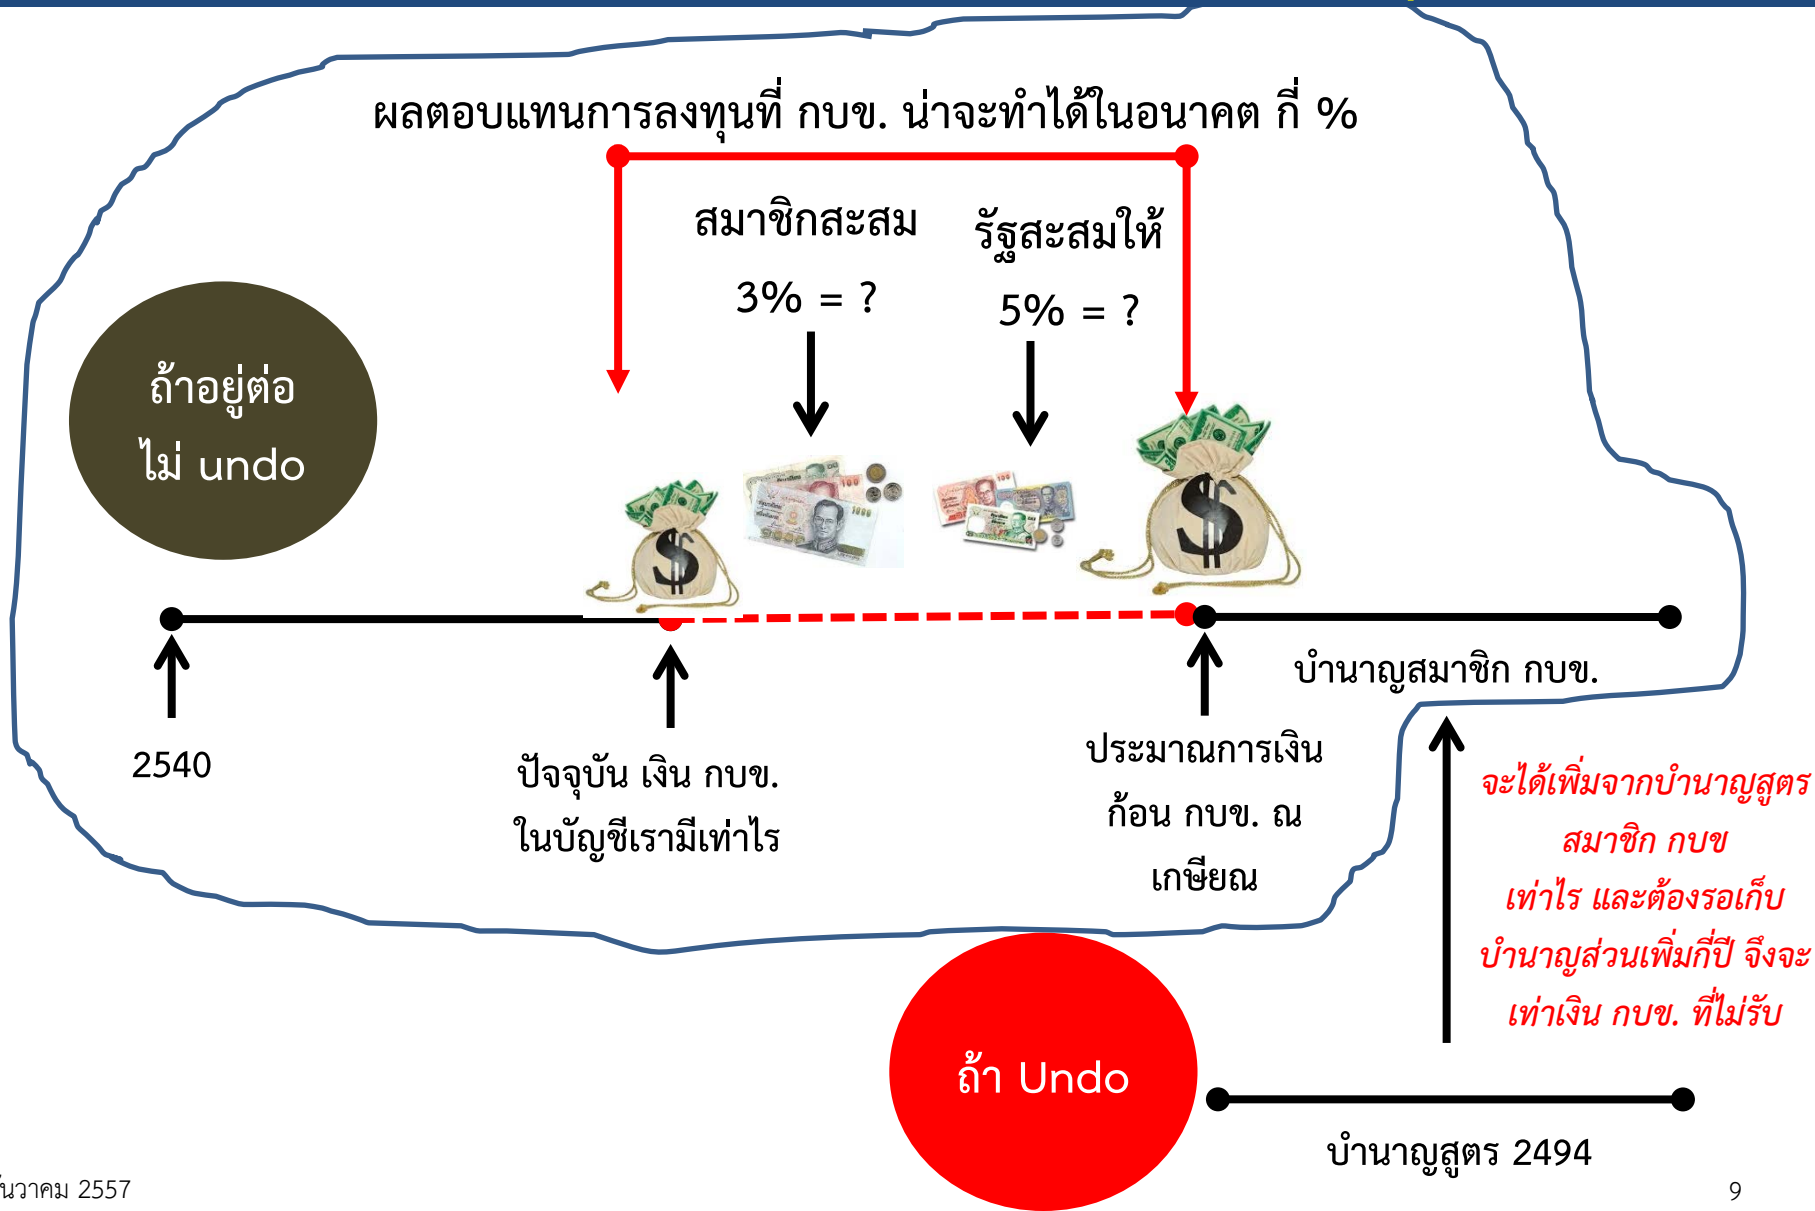 ผลตอบแทนการลงทุนที่ กบข. น่าจะทำได้ในอนาคต กี่ %
สมาชิกสะสม
3% = ?
รัฐสะสมให้
5% = ?
ถ้าอยู่ต่อ
ไม่ undo
2540
ปัจจุบัน เงิน กบข.
ในบัญชีเรามีเท่าไร
ประมาณการเงิน
ก้อน กบข. ณ
เกษียณ
บำนาญสมาชิก กบข.
จะได้เพิ่มจากบำนาญสูตร
สมาชิก กบข
เท่าไร และต้องรอเก็บ
บำนาญส่วนเพิ่มกี่ปี จึงจะ
เท่าเงิน กบข. ที่ไม่รับ
ถ้า Undo
บำนาญสูตร 2494
2557
9